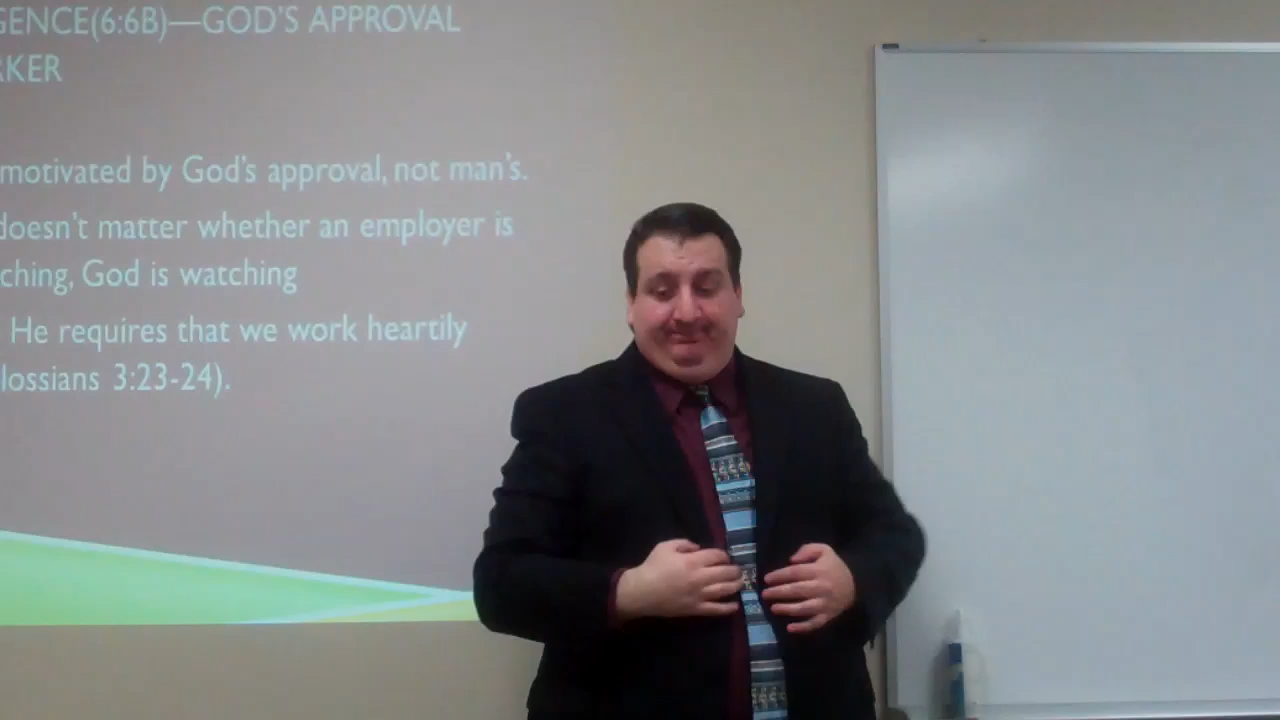 GENCE(6:6B)—GOD'S APPROVAL
RKER
motivated by God's approval, not man's.
doesn't matter whether an employer is
ching, God is watching
He requires that we work heartily
lossians 3:23-24).